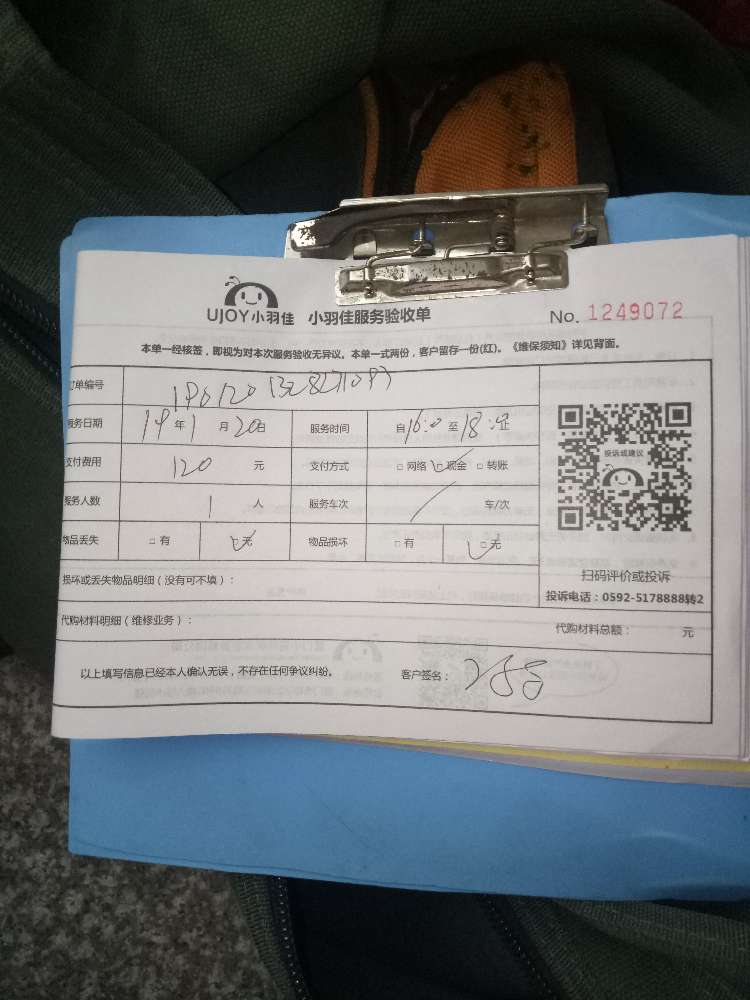 UJOY小羽佳 小羽佳服务验收单 No. 1249072
本单一经核签，即视为对本次服务验收无异议。本单一式两份，客户留存一份(红)。《维保须知》详见背面。
单编号
务日期 19年1月20日 服务时间 自16:0至18:0止
支付费用 120 元 支付方式 □ 网络 □ 现金 □ 转账
服务人数 1 人 服务车次 / 车/次
物品丢失 □ 有 □ 无 物品损坏 □ 有 □ 无
投诉或建议
扫码评价或投诉
投诉电话：0592-5178888转2
损坏或丢失物品明细（没有可不填）：
代购材料明细（维修业务）： 代购材料总额： 元
以上填写信息已经本人确认无误，不存在任何争议纠纷。 客户签名：